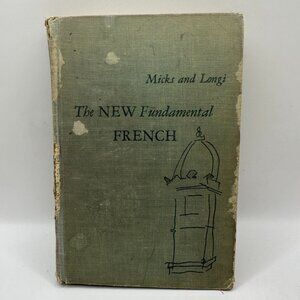 Micks and Longi
The NEW Fundamental
FRENCH